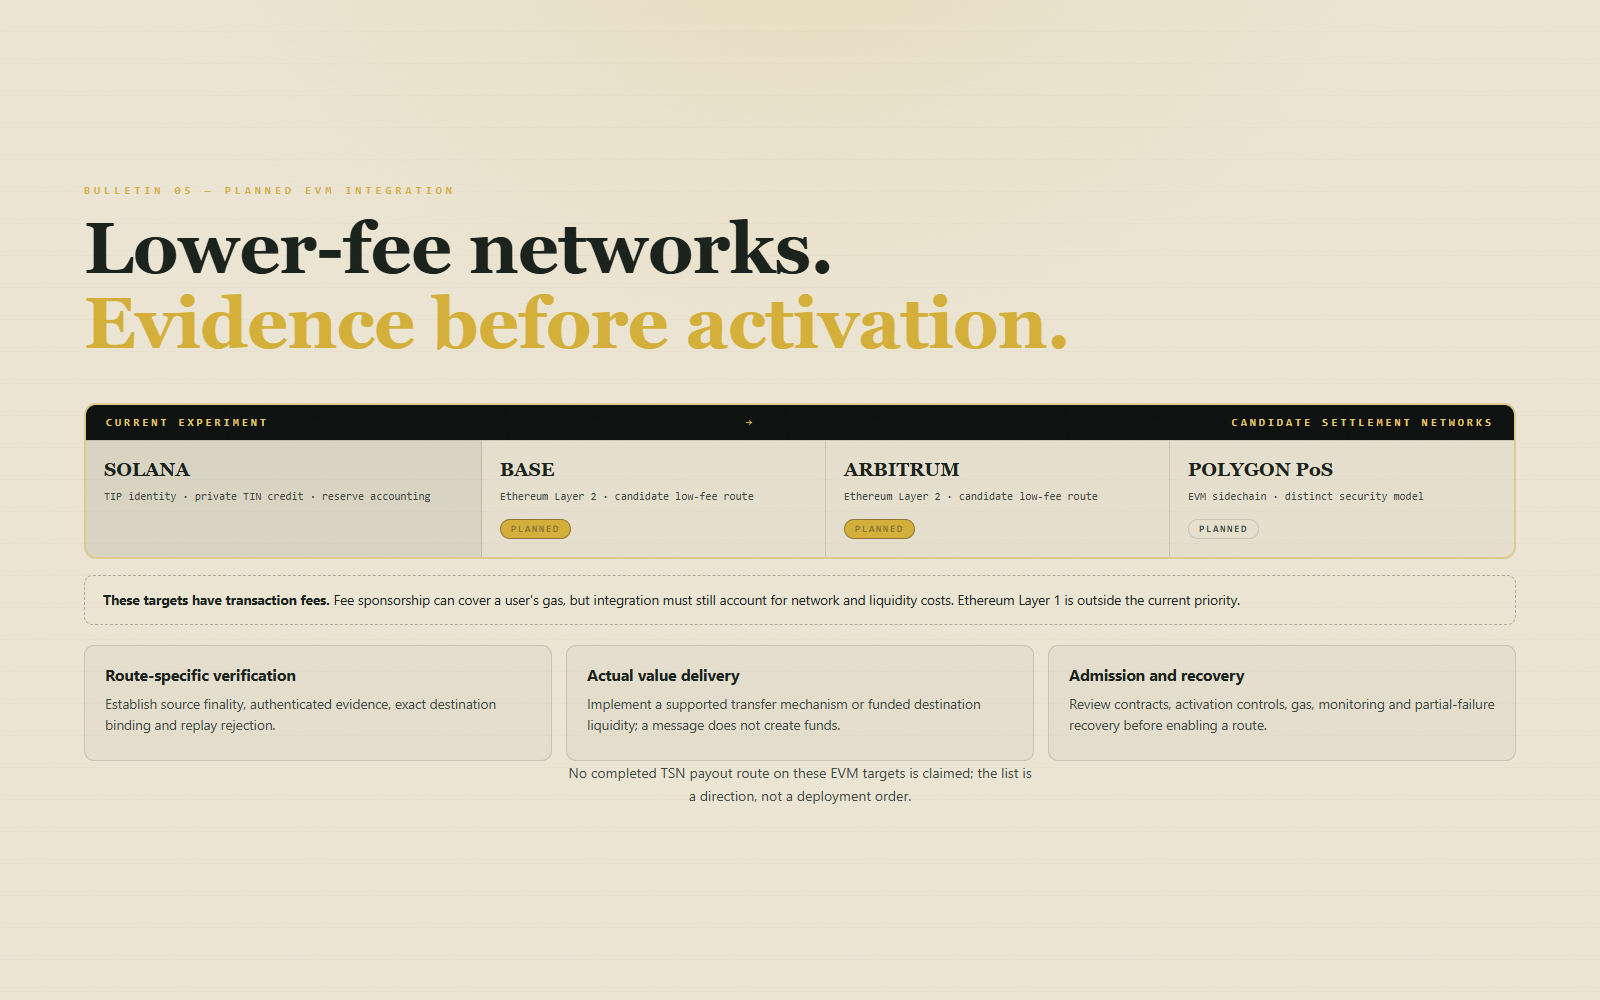 BULLETIN 05 — PLANNED EVM INTEGRATION
Lower-fee networks.
Evidence before activation.
CURRENT EXPERIMENT → CANDIDATE SETTLEMENT NETWORKS
SOLANA
TIP identity · private TIN credit · reserve accounting
BASE
Ethereum Layer 2 · candidate low-fee route
PLANNED
ARBITRUM
Ethereum Layer 2 · candidate low-fee route
PLANNED
POLYGON PoS
EVM sidechain · distinct security model
PLANNED
These targets have transaction fees. Fee sponsorship can cover a user's gas, but integration must still account for network and liquidity costs. Ethereum Layer 1 is outside the current priority.
Route-specific verification
Establish source finality, authenticated evidence, exact destination
binding and replay rejection.
Actual value delivery
Implement a supported transfer mechanism or funded destination
liquidity; a message does not create funds.
Admission and recovery
Review contracts, activation controls, gas, monitoring and partial-failure
recovery before enabling a route.
No completed TSN payout route on these EVM targets is claimed; the list is
a direction, not a deployment order.